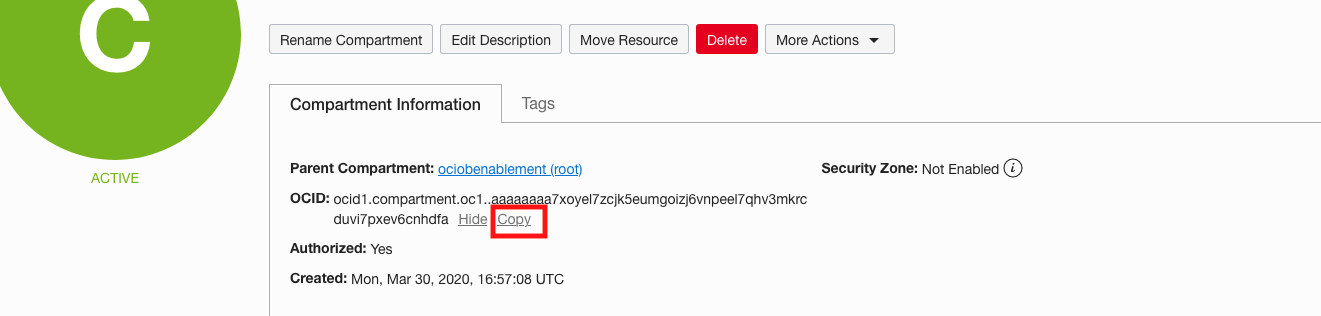 C
Rename Compartment Edit Description Move Resource Delete More Actions
Compartment Information Tags
ACTIVE
Parent Compartment: ociobenablement (root) Security Zone: Not Enabled i
OCID: ocid1.compartment.oc1..aaaaaaaa7xoyel7zcjk5eumgoizj6vnpeel7qhv3mkrc
duvi7pxev6cnhdfa Hide Copy
Authorized: Yes
Created: Mon, Mar 30, 2020, 16:57:08 UTC